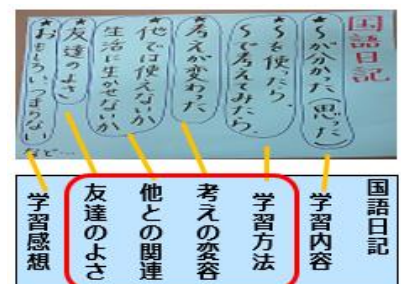 国語日記
★〜が分かった(思った)
★〜を使ったら、
〜で考えてみたら、
★考えが変わった
★他では使えないか
生活に生かせないか
★友達のよさ
★おもしろい、つまらない
など…
国語日記
学習内容
学習方法
考えの変容
他との関連
友達のよさ
学習感想